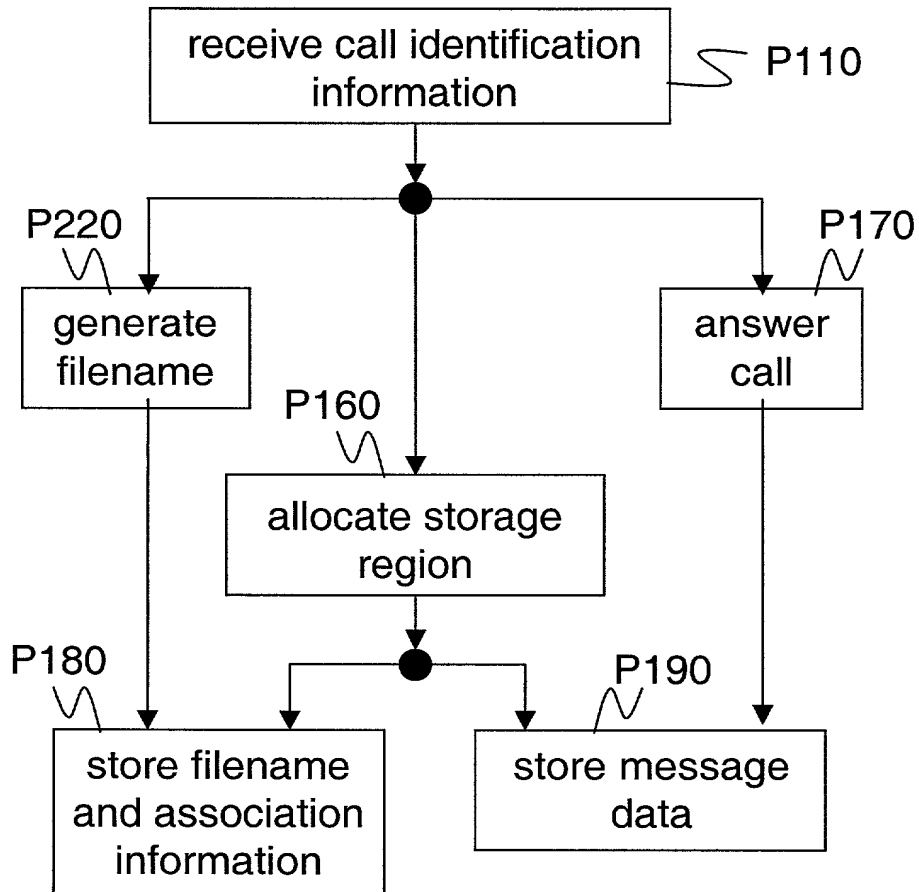 receive call identification
information
P110
P220
P170
generate
filename
answer
call
P160
allocate storage
region
P180
P190
store filename
and association
information
store message
data